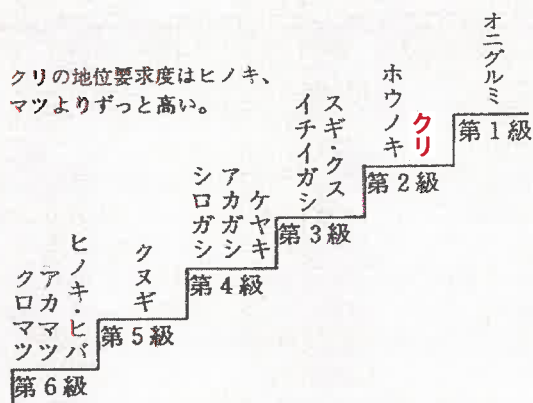 クリの地位要求度はヒノキ、
マツよりずっと高い。
オニグルミ
第1級
クリ
ホウノキ
第2級
スギ・クス
イチイガシ
第3級
ケヤキ
アカガシ
シロガシ
第4級
クヌギ
第5級
ヒノキ・ヒバ
アカマツ
クロマツ
第6級